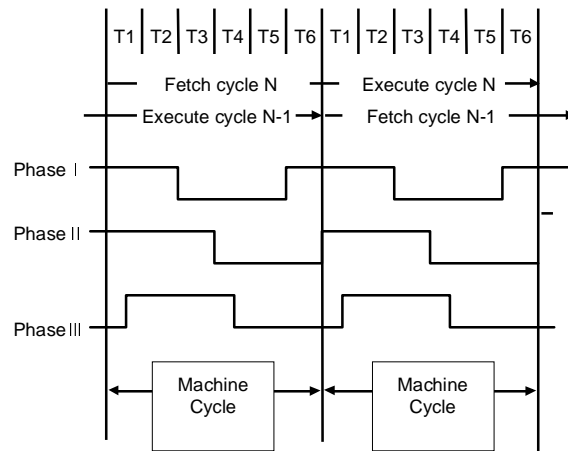 T1 T2 T3 T4 T5 T6 T1 T2 T3 T4 T5 T6
Fetch cycle N Execute cycle N
Execute cycle N-1 Fetch cycle N-1
Phase Ⅰ
Phase Ⅱ
Phase Ⅲ
Machine Cycle
Machine Cycle